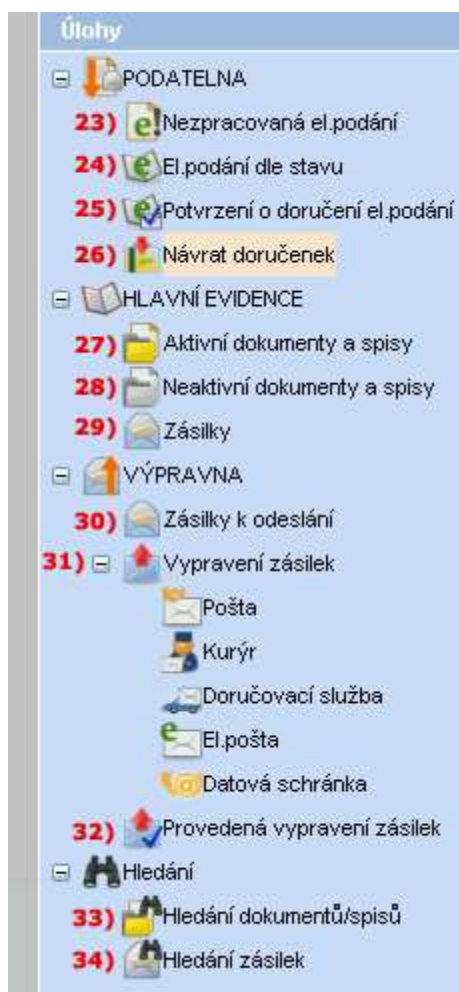 Úlohy
PODATELNA
23) Nezpracovaná el.podání
24) El.podání dle stavu
25) Potvrzení o doručení el.podání
26) Návrat doručenek
HLAVNÍ EVIDENCE
27) Aktivní dokumenty a spisy
28) Neaktivní dokumenty a spisy
29) Zásilky
VÝPRAVNA
30) Zásilky k odeslání
31) Vypravení zásilek
Pošta
Kurýr
Doručovací služba
El.pošta
Datová schránka
32) Provedená vypravení zásilek
Hledání
33) Hledání dokumentů/spisů
34) Hledání zásilek